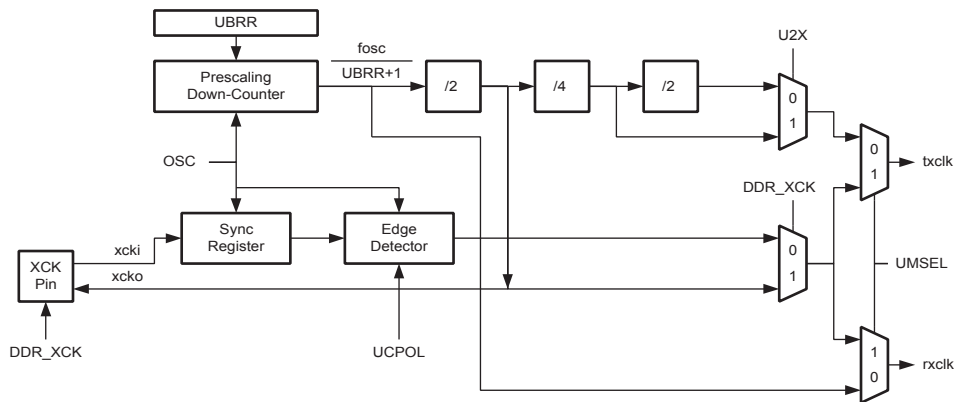 UBRR
fosc
UBRR+1
U2X
Prescaling
Down-Counter
/2
/4
/2
0
1
OSC
0
1
txclk
DDR_XCK
Sync
Register
Edge
Detector
xcki
0
1
XCK
Pin
xcko
UMSEL
DDR_XCK
UCPOL
1
0
rxclk